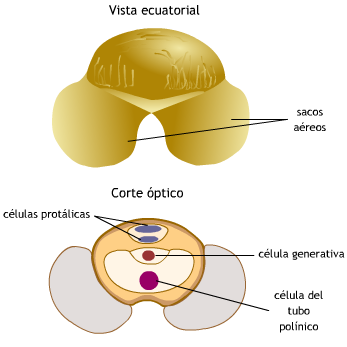 Vista ecuatorial
sacos
aéreos
Corte óptico
células protálicas
célula generativa
célula del
tubo
polínico